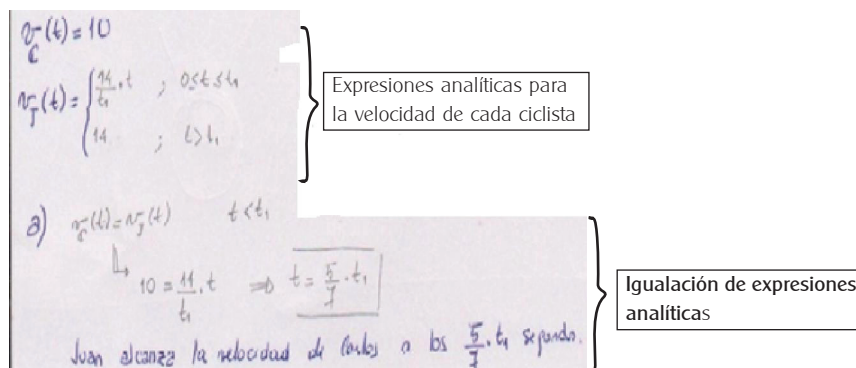 v_C(t) = 10
v_J(t) = { 14/t₁ · t ; 0≤t≤t₁
14 ; t>t₁
Expresiones analíticas para
la velocidad de cada ciclista
a) v_C(t) = v_J(t) t<t₁
↳ 10 = 14/t₁ · t ⇒ t = 5/7 · t₁
Igualación de expresiones
analíticas
Juan alcanza la velocidad de Carlos a los 5/7 · t₁ segundos.